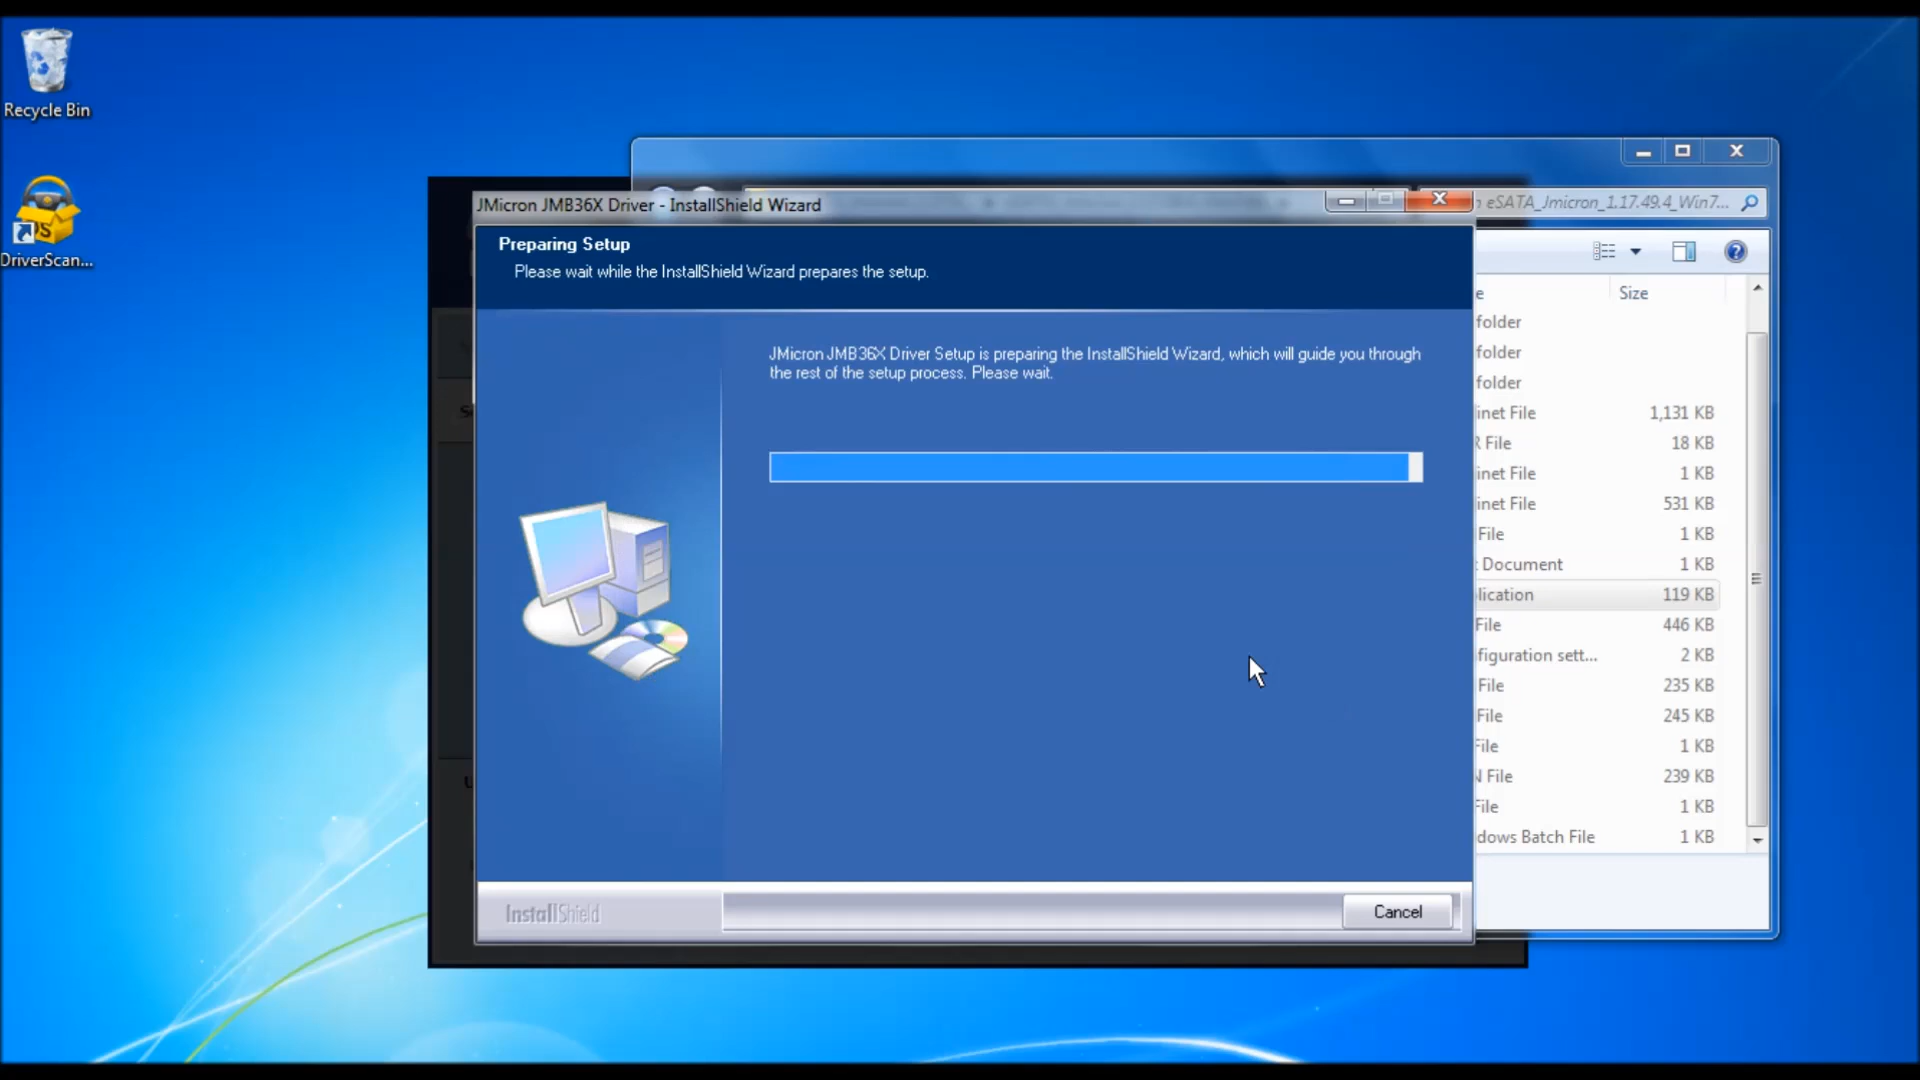 Recycle Bin
DriverScan...
JMicron JMB36X Driver - InstallShield Wizard
Preparing Setup
Please wait while the InstallShield Wizard prepares the setup.
JMicron JMB36X Driver Setup is preparing the InstallShield Wizard, which will guide you through
the rest of the setup process. Please wait.
InstallShield
Cancel
eSATA_Jmicron_1.17.49.4_Win7...
e Size
folder
folder
folder
inet File 1,131 KB
File 18 KB
inet File 1 KB
inet File 531 KB
File 1 KB
Document 1 KB
lication 119 KB
File 446 KB
figuration sett... 2 KB
File 235 KB
File 245 KB
File 1 KB
File 239 KB
File 1 KB
dows Batch File 1 KB